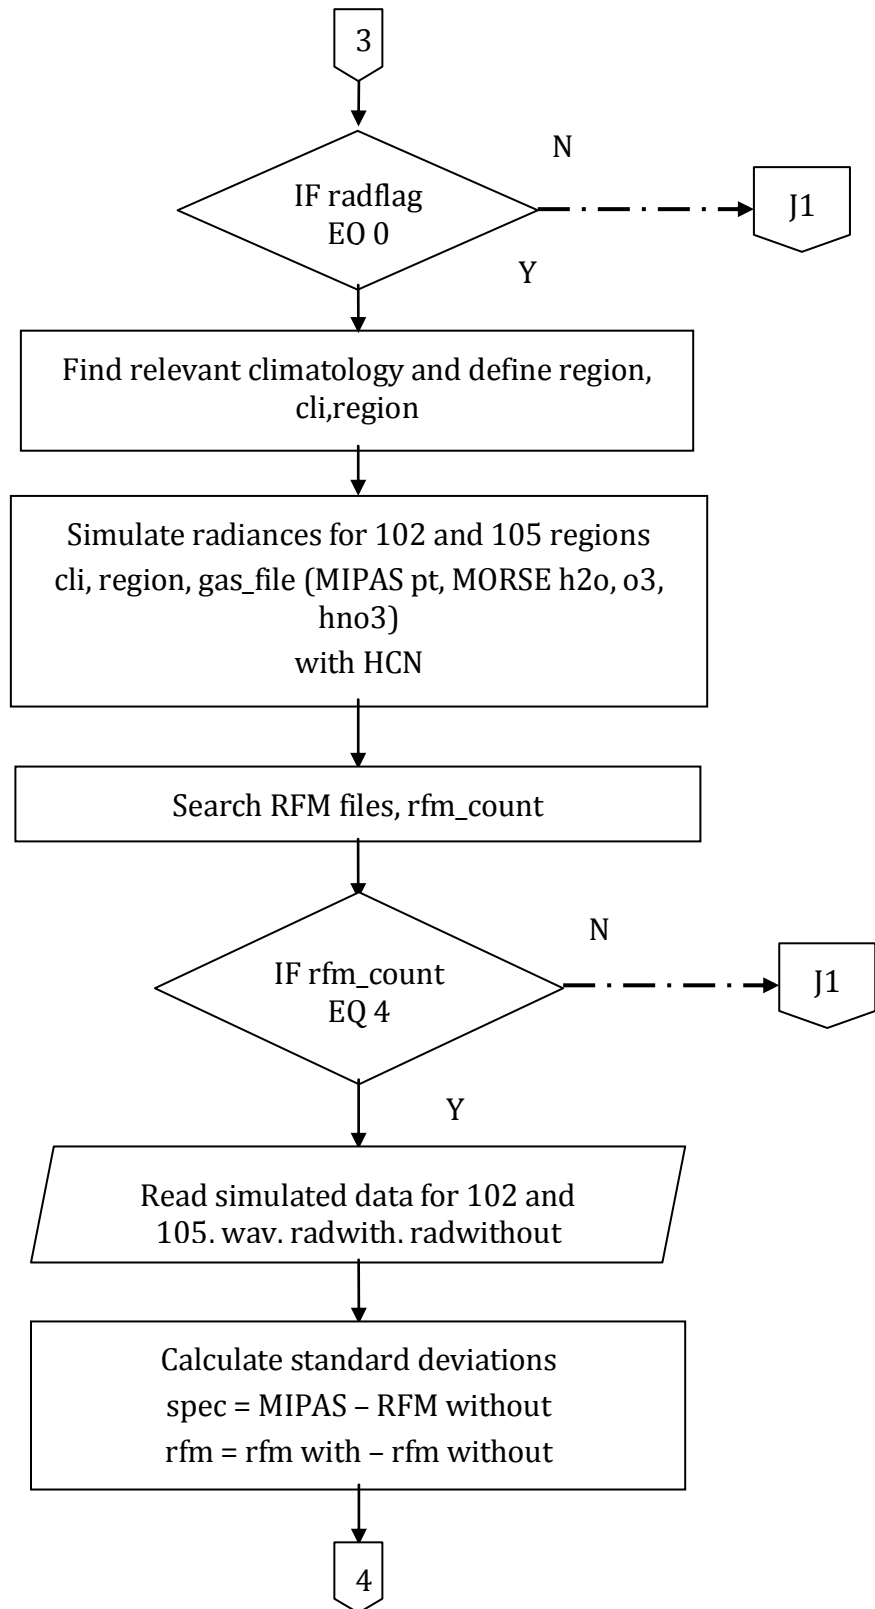 3
N
IF radflag
EO 0
J1
Y
Find relevant climatology and define region,
cli,region
Simulate radiances for 102 and 105 regions
cli, region, gas_file (MIPAS pt, MORSE h2o, o3,
hno3)
with HCN
Search RFM files, rfm_count
N
IF rfm_count
EQ 4
J1
Y
Read simulated data for 102 and
105. wav. radwith. radwithout
Calculate standard deviations
spec = MIPAS – RFM without
rfm = rfm with – rfm without
4